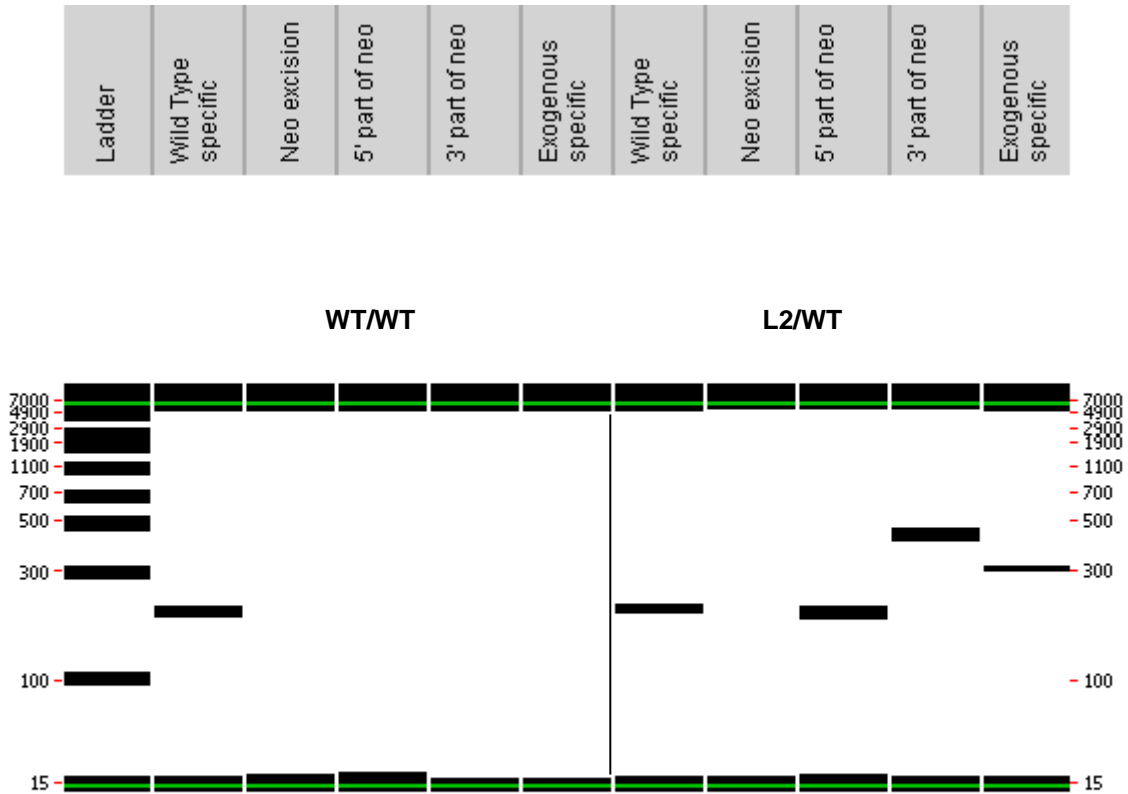 Ladder
Wild Type
specific
Neo excision
5' part of neo
3' part of neo
Exogenous
specific
Wild Type
specific
Neo excision
5' part of neo
3' part of neo
Exogenous
specific
WT/WT
L2/WT
7000
4900
2900
1900
1100
700
500
300
100
15
7000
4900
2900
1900
1100
700
500
300
100
15